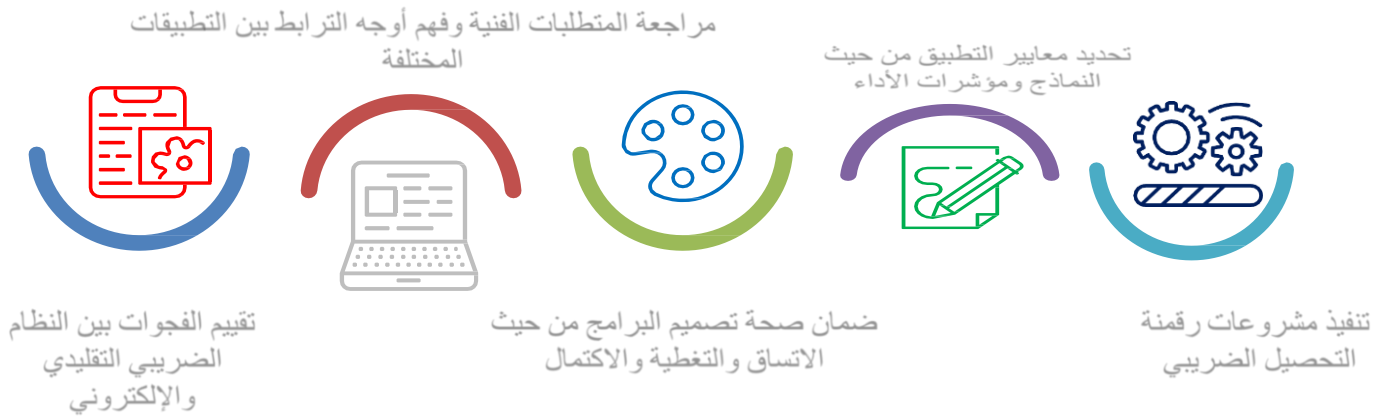 مراجعة المتطلبات الفنية وفهم أوجه الترابط بين التطبيقات
المختلفة
تحديد معايير التطبيق من حيث
النماذج ومؤشرات الأداء
تنفيذ مشروعات رقمنة
التحصيل الضريبي
ضمان صحة تصميم البرامج من حيث
الاتساق والتغطية والاكتمال
تقييم الفجوات بين النظام
الضريبي التقليدي
والإلكتروني